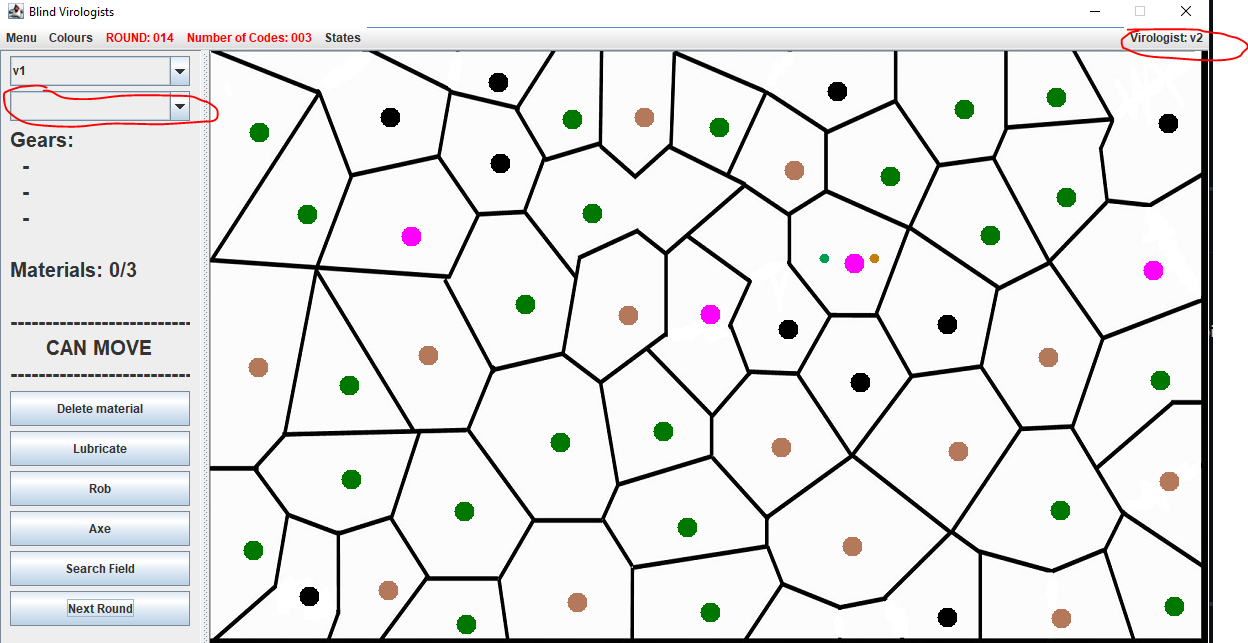 Blind Virologists
Menu Colours ROUND: 014 Number of Codes: 003 States Virologist: v2
v1
Gears:
-
-
-
Materials: 0/3
---------------------------
CAN MOVE
---------------------------
Delete material
Lubricate
Rob
Axe
Search Field
Next Round